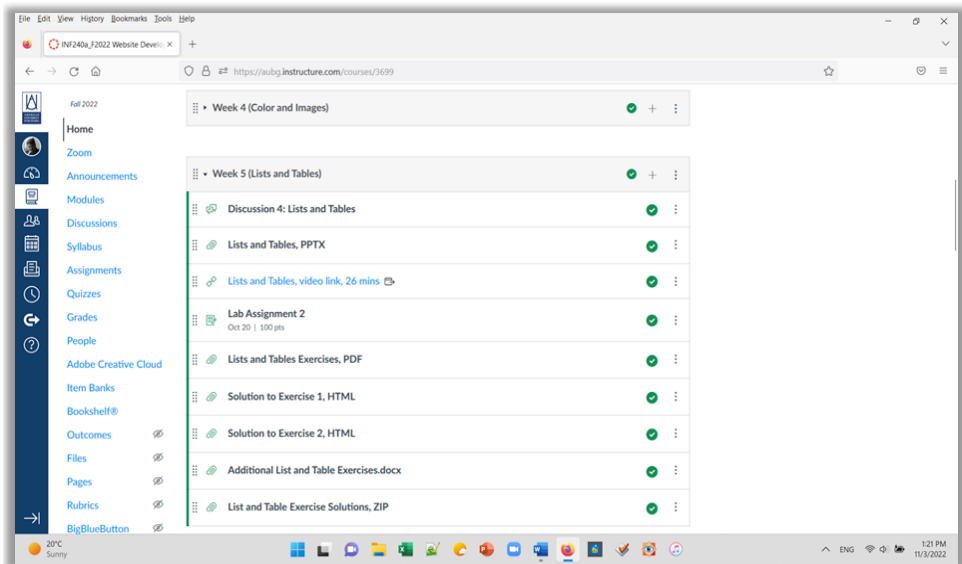 File Edit View History Bookmarks Tools Help
INF240a_F2022 Website Develo
https://aubg.instructure.com/courses/3699
Fall 2022
Home
Zoom
Announcements
Modules
Discussions
Syllabus
Assignments
Quizzes
Grades
People
Adobe Creative Cloud
Item Banks
Bookshelf®
Outcomes
Files
Pages
Rubrics
BigBlueButton
Week 4 (Color and Images)
Week 5 (Lists and Tables)
Discussion 4: Lists and Tables
Lists and Tables, PPTX
Lists and Tables, video link, 26 mins
Lab Assignment 2
Oct 20 | 100 pts
Lists and Tables Exercises, PDF
Solution to Exercise 1, HTML
Solution to Exercise 2, HTML
Additional List and Table Exercises.docx
List and Table Exercise Solutions, ZIP
20°C
Sunny
ENG
1:21 PM
11/3/2022